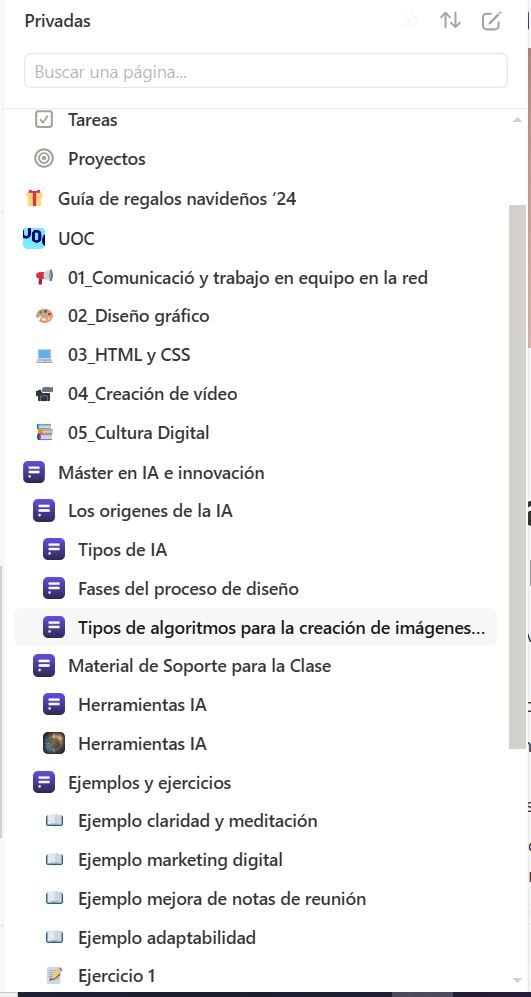 Privadas
Buscar una página...
Tareas
Proyectos
Guía de regalos navideños ‘24
UOC
01_Comunicació y trabajo en equipo en la red
02_Diseño gráfico
03_HTML y CSS
04_Creación de vídeo
05_Cultura Digital
Máster en IA e innovación
Los origenes de la IA
Tipos de IA
Fases del proceso de diseño
Tipos de algoritmos para la creación de imágenes...
Material de Soporte para la Clase
Herramientas IA
Herramientas IA
Ejemplos y ejercicios
Ejemplo claridad y meditación
Ejemplo marketing digital
Ejemplo mejora de notas de reunión
Ejemplo adaptabilidad
Ejercicio 1